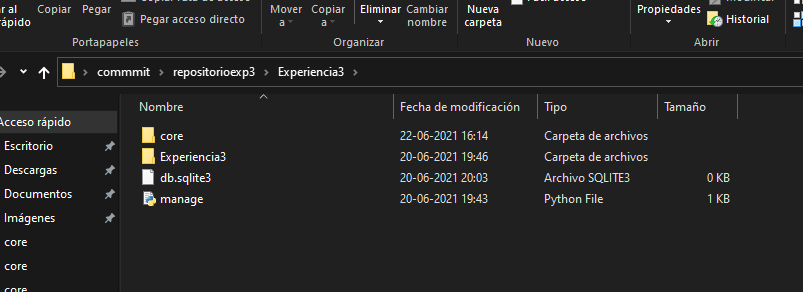 Copiar Pegar
Pegar acceso directo
Mover a
Copiar a
Eliminar
Cambiar nombre
Nueva carpeta
Propiedades
Historial
Portapapeles Organizar Nuevo Abrir
commmit > repositorioexp3 > Experiencia3 >
Nombre Fecha de modificación Tipo Tamaño
Acceso rápido
Escritorio
Descargas
Documentos
Imágenes
core
core
core
core 22-06-2021 16:14 Carpeta de archivos
Experiencia3 20-06-2021 19:46 Carpeta de archivos
db.sqlite3 20-06-2021 20:03 Archivo SQLITE3 0 KB
manage 20-06-2021 19:43 Python File 1 KB